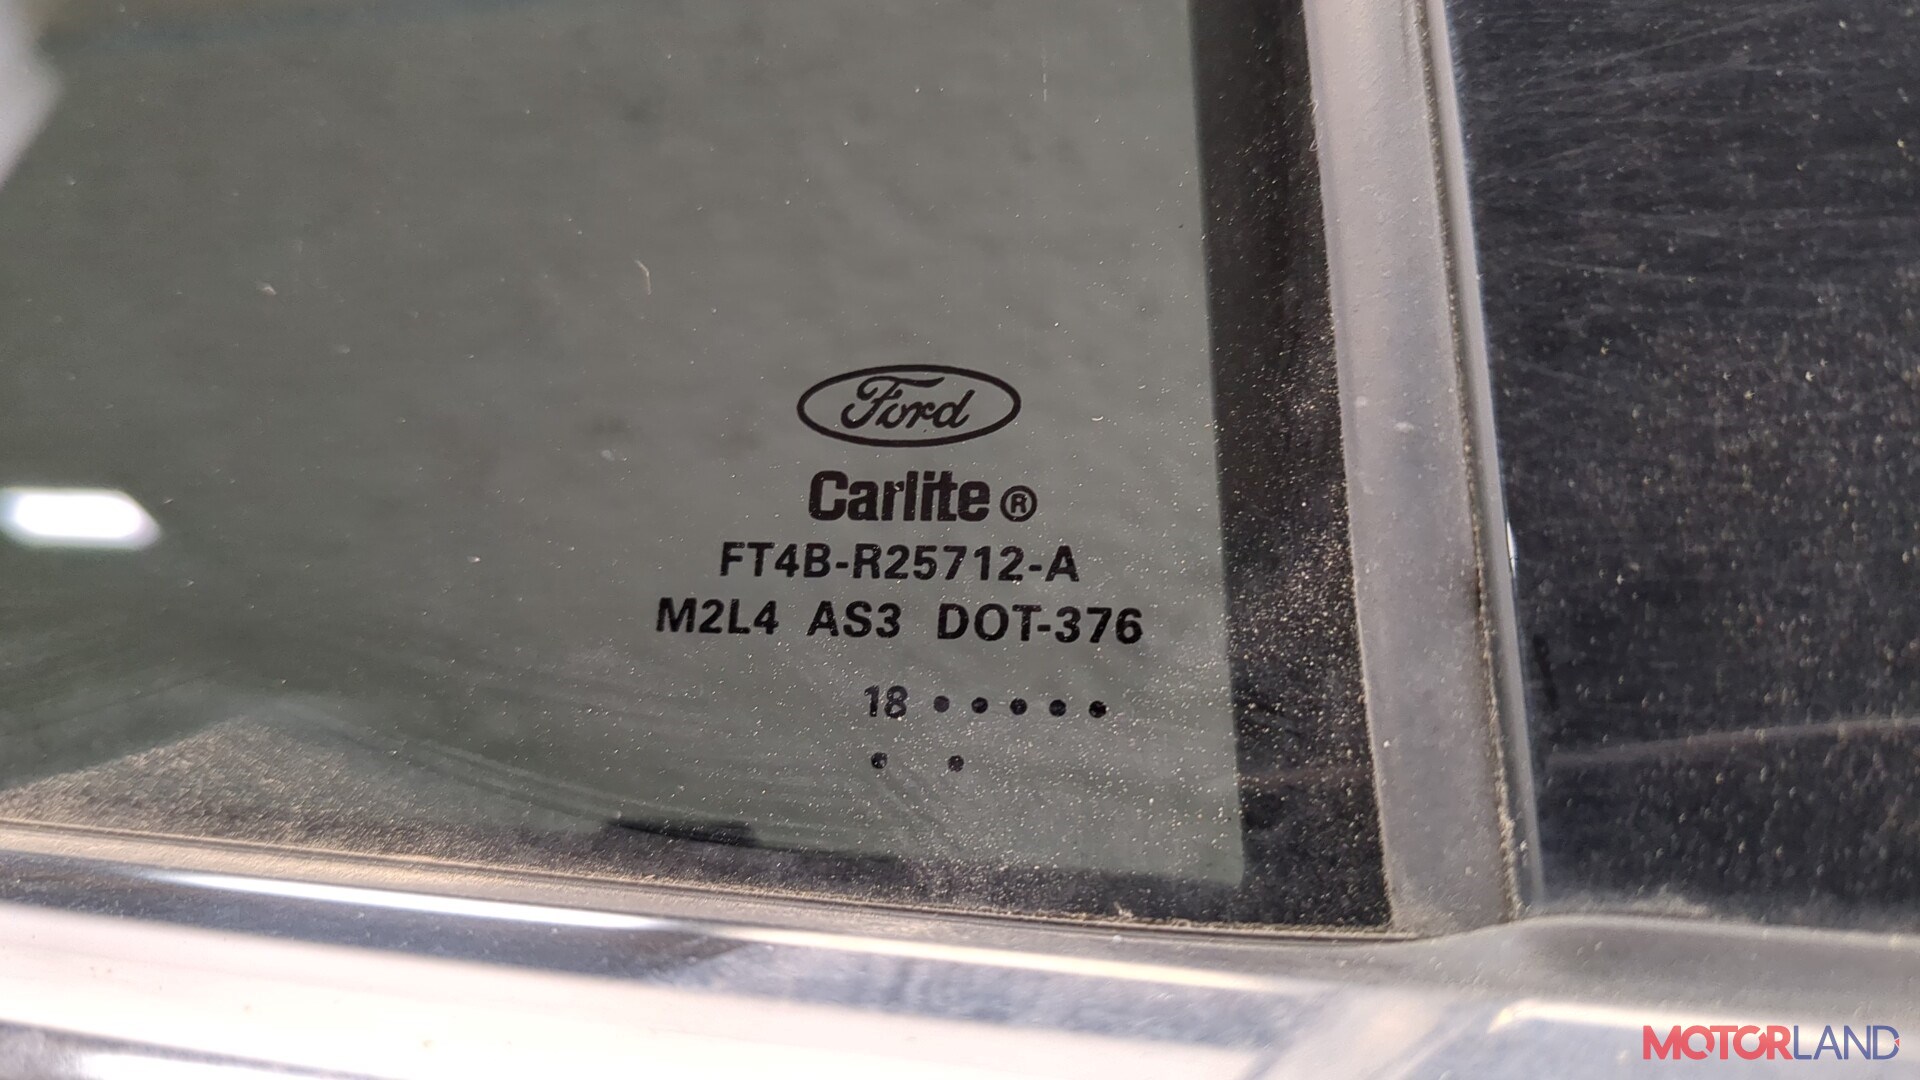 Ford
Carlite®
FT4B-R25712-A
M2L4 AS3 DOT-376
18 • • • • •
• •
MOTORLAND